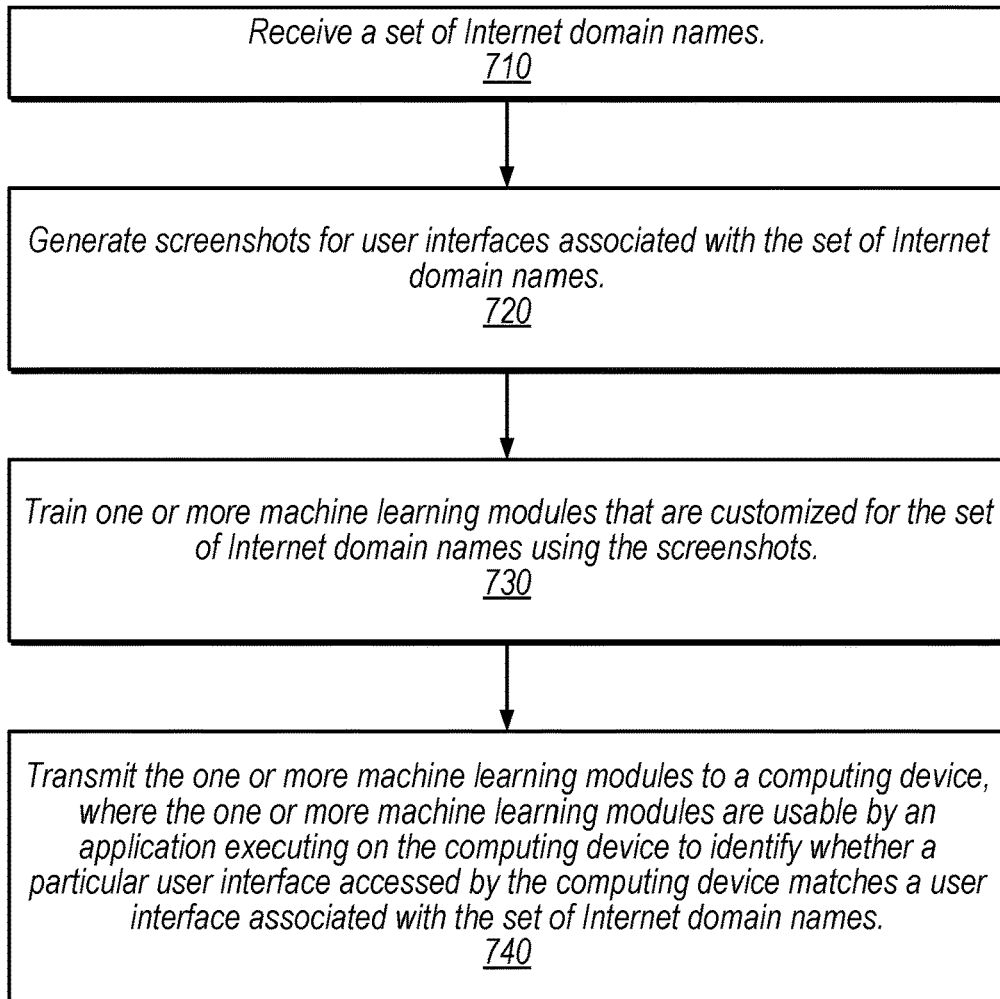 Receive a set of Internet domain names.
710
Generate screenshots for user interfaces associated with the set of Internet
domain names.
720
Train one or more machine learning modules that are customized for the set
of Internet domain names using the screenshots.
730
Transmit the one or more machine learning modules to a computing device,
where the one or more machine learning modules are usable by an
application executing on the computing device to identify whether a
particular user interface accessed by the computing device matches a user
interface associated with the set of Internet domain names.
740